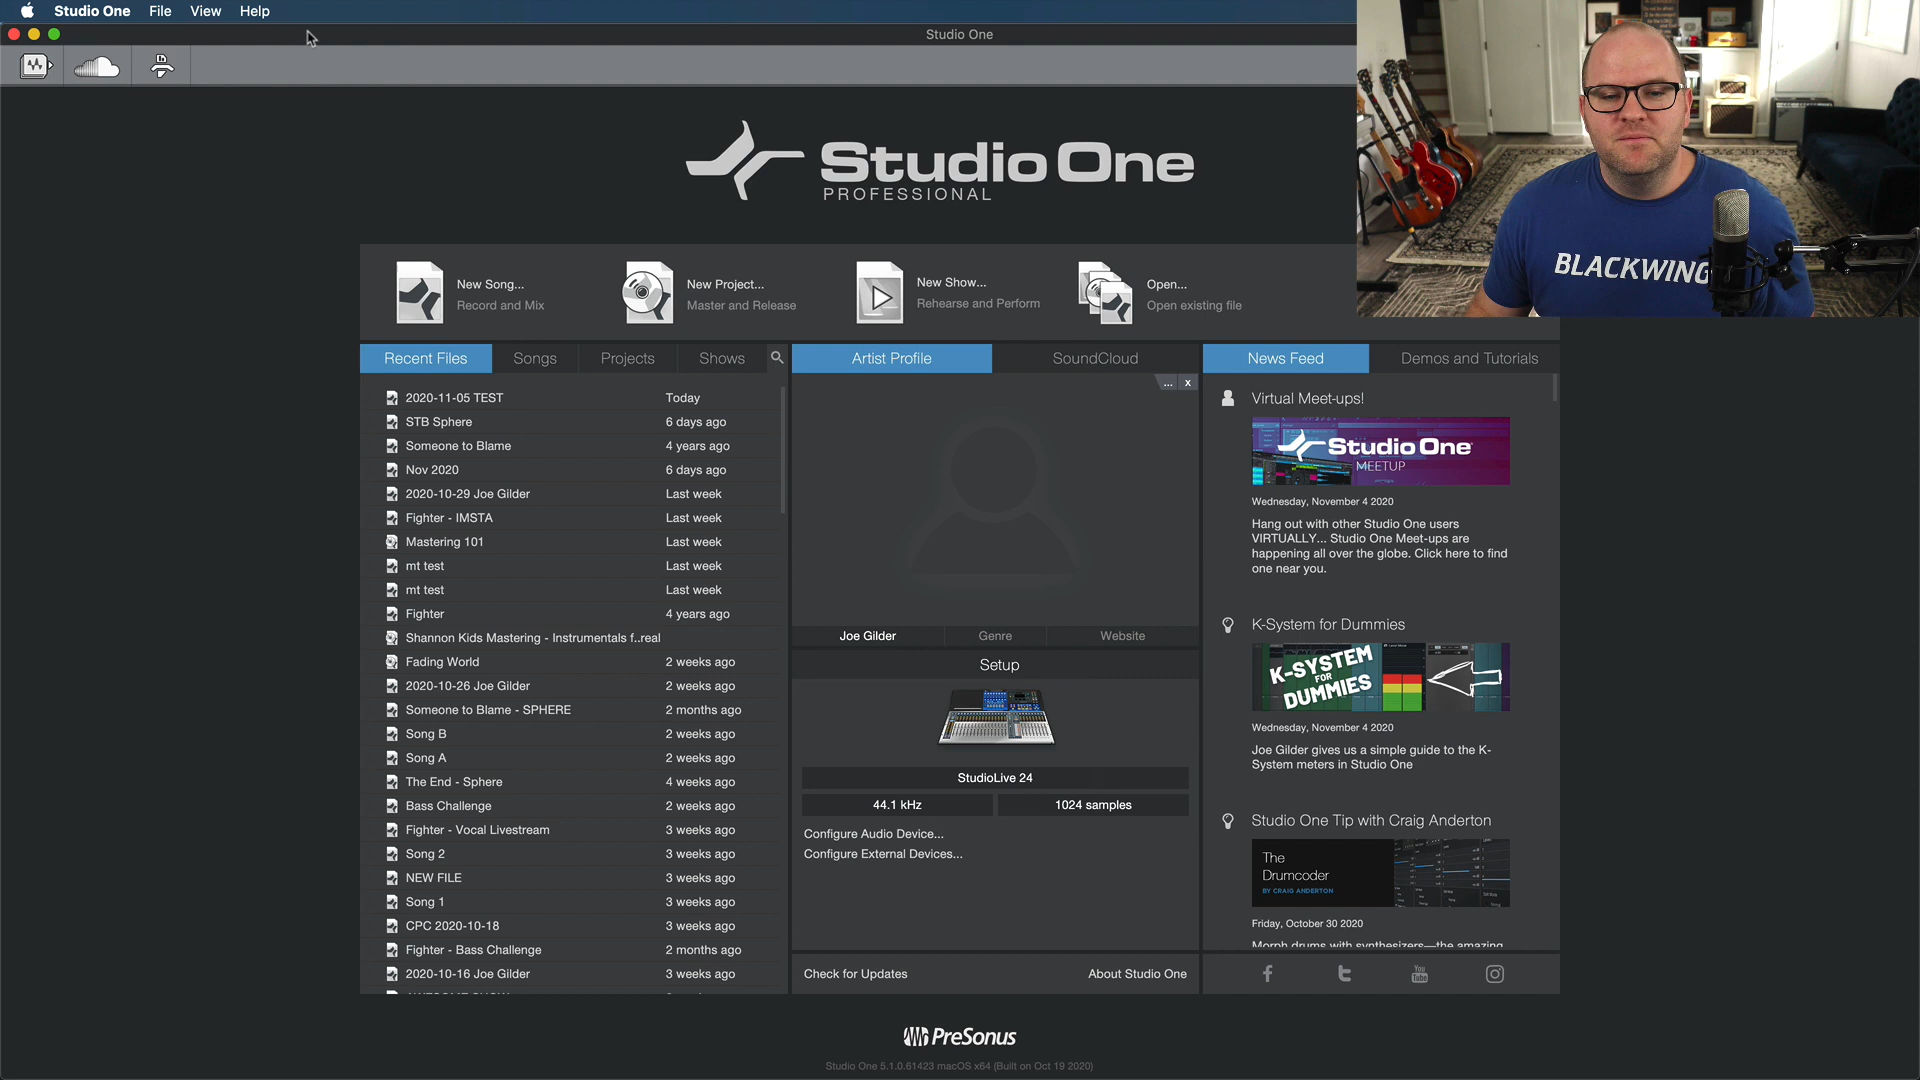 Studio One File View Help
Studio One
Studio One
PROFESSIONAL
BLACKWING
New Song...
Record and Mix
New Project...
Master and Release
New Show...
Rehearse and Perform
Open...
Open existing file
Recent Files Songs Projects Shows
2020-11-05 TEST Today
STB Sphere 6 days ago
Someone to Blame 4 years ago
Nov 2020 6 days ago
2020-10-29 Joe Gilder Last week
Fighter - IMSTA Last week
Mastering 101 Last week
mt test Last week
mt test Last week
Fighter 4 years ago
Shannon Kids Mastering - Instrumentals f..real
Fading World 2 weeks ago
2020-10-26 Joe Gilder 2 weeks ago
Someone to Blame - SPHERE 2 months ago
Song B 2 weeks ago
Song A 2 weeks ago
The End - Sphere 4 weeks ago
Bass Challenge 2 weeks ago
Fighter - Vocal Livestream 3 weeks ago
Song 2 3 weeks ago
NEW FILE 3 weeks ago
Song 1 3 weeks ago
CPC 2020-10-18 3 weeks ago
Fighter - Bass Challenge 2 months ago
2020-10-16 Joe Gilder 3 weeks ago
Artist Profile SoundCloud
... x
Joe Gilder Genre Website
Setup
StudioLive 24
44.1 kHz 1024 samples
Configure Audio Device...
Configure External Devices...
Check for Updates About Studio One
News Feed Demos and Tutorials
Virtual Meet-ups!
Studio One
MEETUP
Wednesday, November 4 2020
Hang out with other Studio One users
VIRTUALLY... Studio One Meet-ups are
happening all over the globe. Click here to find
one near you.
K-System for Dummies
K-SYSTEM
FOR
DUMMIES
Wednesday, November 4 2020
Joe Gilder gives us a simple guide to the K-
System meters in Studio One
Studio One Tip with Craig Anderton
The
Drumcoder
BY CRAIG ANDERTON
Friday, October 30 2020
Morph drums with synthesizers—the amazing
You Tube
PreSonus
Studio One 5.1.0.61423 macOS x64 (Built on Oct 19 2020)